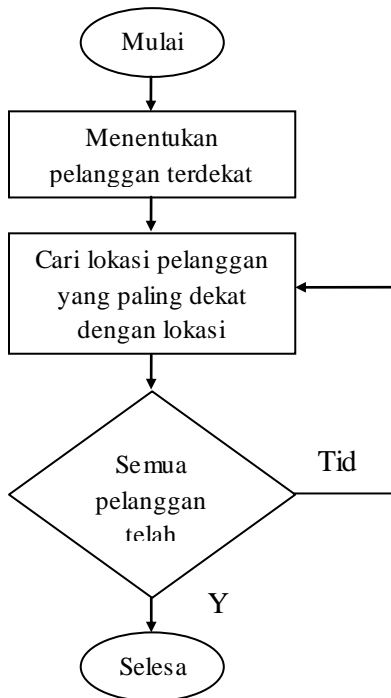 Mulai
Menentukan
pelanggan terdekat
Cari lokasi pelanggan
yang paling dekat
dengan lokasi
Semua
pelanggan
telah
Tid
Y
Selesa